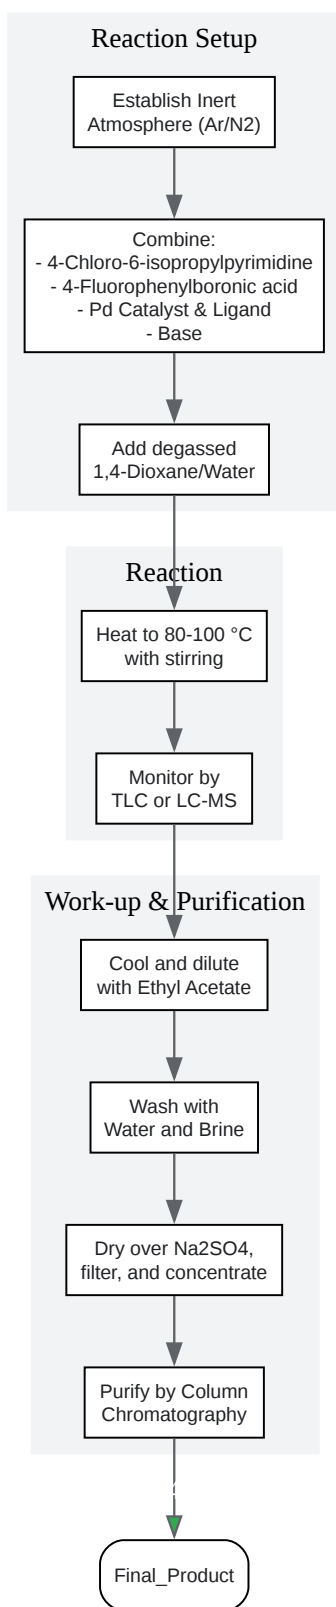 Reaction Setup
Establish Inert
Atmosphere (Ar/N2)
Combine:
- 4-Chloro-6-isopropylpyrimidine
- 4-Fluorophenylboronic acid
- Pd Catalyst & Ligand
- Base
Add degassed
1,4-Dioxane/Water
Reaction
Heat to 80-100 °C
with stirring
Monitor by
TLC or LC-MS
Work-up & Purification
Cool and dilute
with Ethyl Acetate
Wash with
Water and Brine
Dry over Na2SO4,
filter, and concentrate
Purify by Column
Chromatography
Final_Product